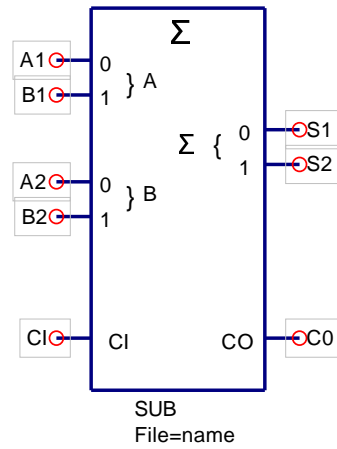 Σ
A1 0
} A
B1 1
0 S1
Σ {
1 S2
A2 0
} B
B2 1
CI CI CO C0
SUB
File=name